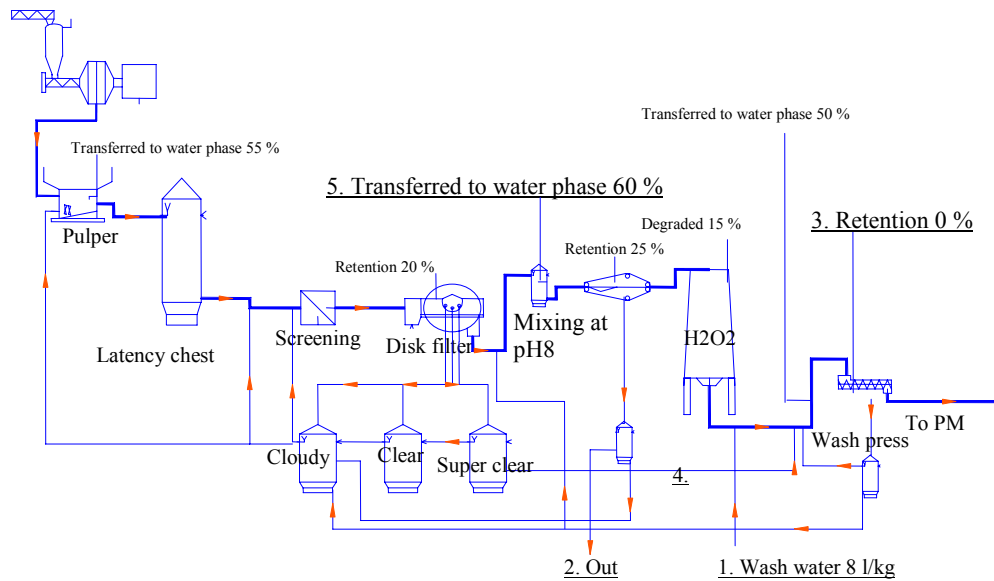 Transferred to water phase 50 %
Transferred to water phase 55 %
5. Transferred to water phase 60 %
Degraded 15 %
3. Retention 0 %
Pulper
Retention 20 %
Retention 25 %
Screening
Disk filter
Mixing at
pH8
H2O2
Latency chest
To PM
Wash press
Cloudy
Clear
Super clear
4.
2. Out
1. Wash water 8 l/kg